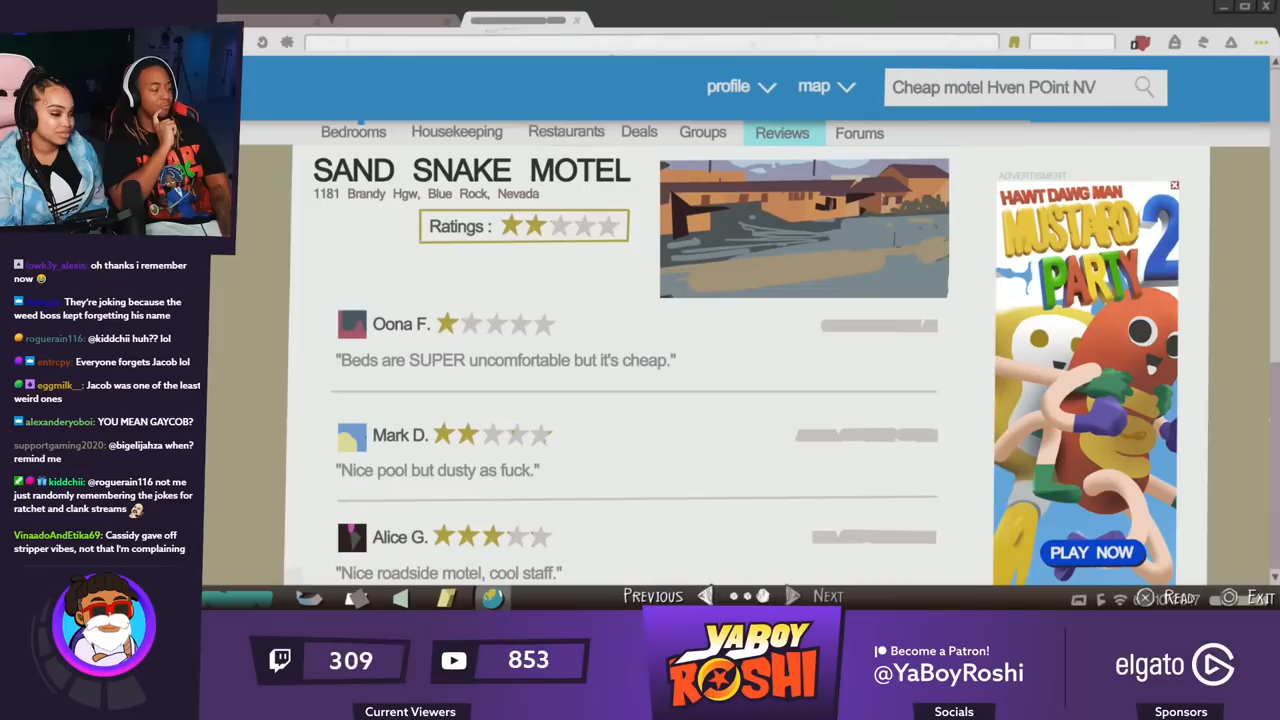 profile
map
Cheap motel Hven POint NV
Bedrooms
Housekeeping
Restaurants
Deals
Groups
Reviews
Forums
SAND SNAKE MOTEL
1181 Brandy Hgw, Blue Rock, Nevada
Ratings :
Oona F.
"Beds are SUPER uncomfortable but it's cheap."
Mark D.
"Nice pool but dusty as fuck."
Alice G.
"Nice roadside motel, cool staff."
ADVERTISMENT
HAWT DAWG MAN
MUSTARD
PARTY 2
PLAY NOW
PREVIOUS
NEXT
READ
EXIT
lowk3y_alexis: oh thanks i remember
now
They're joking because the
weed boss kept forgetting his
name
roguerain116: @kiddchii huh?? lol
entrcpy: Everyone forgets Jacob lol
eggmilk__: Jacob was one of the least
weird ones
alexanderyoboi: YOU MEAN GAYCOB?
supportgaming2020: @bigelijahza when?
remind me
kiddchii: @roguerain116 not me
just randomly remembering the jokes for
ratchet and clank streams
VinaadoAndEtika69: Cassidy gave off
stripper vibes, not that I'm complaining
309
853
Current Viewers
YABOY
ROSHI
Become a Patron!
@YaBoyRoshi
Socials
elgato
Sponsors